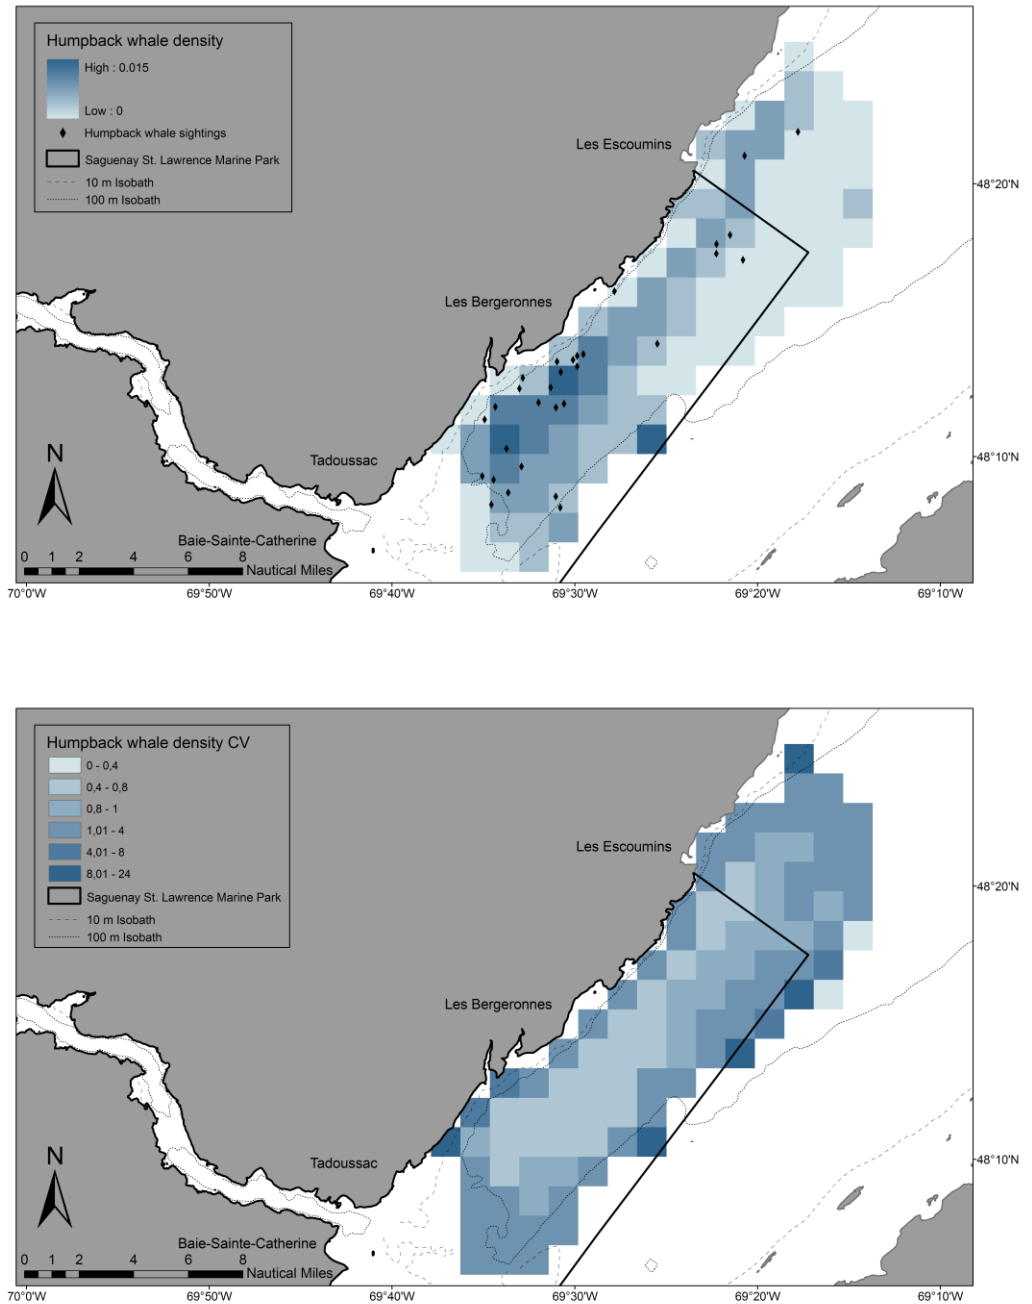 Humpback whale density
High : 0.015
Low : 0
Humpback whale sightings
Saguenay St. Lawrence Marine Park
10 m Isobath
100 m Isobath
Les Escoumins
48°20'N
Les Bergeronnes
N
Tadoussac
48°10'N
Baie-Sainte-Catherine
0 1 2 4 6 8
Nautical Miles
70°0'W 69°50'W 69°40'W 69°30'W 69°20'W 69°10'W
Humpback whale density CV
0 - 0,4
0,4 - 0,8
0,8 - 1
1,01 - 4
4,01 - 8
8,01 - 24
Saguenay St. Lawrence Marine Park
10 m Isobath
100 m Isobath
Les Escoumins
48°20'N
Les Bergeronnes
N
Tadoussac
48°10'N
Baie-Sainte-Catherine
0 1 2 4 6 8
Nautical Miles
70°0'W 69°50'W 69°40'W 69°30'W 69°20'W 69°10'W